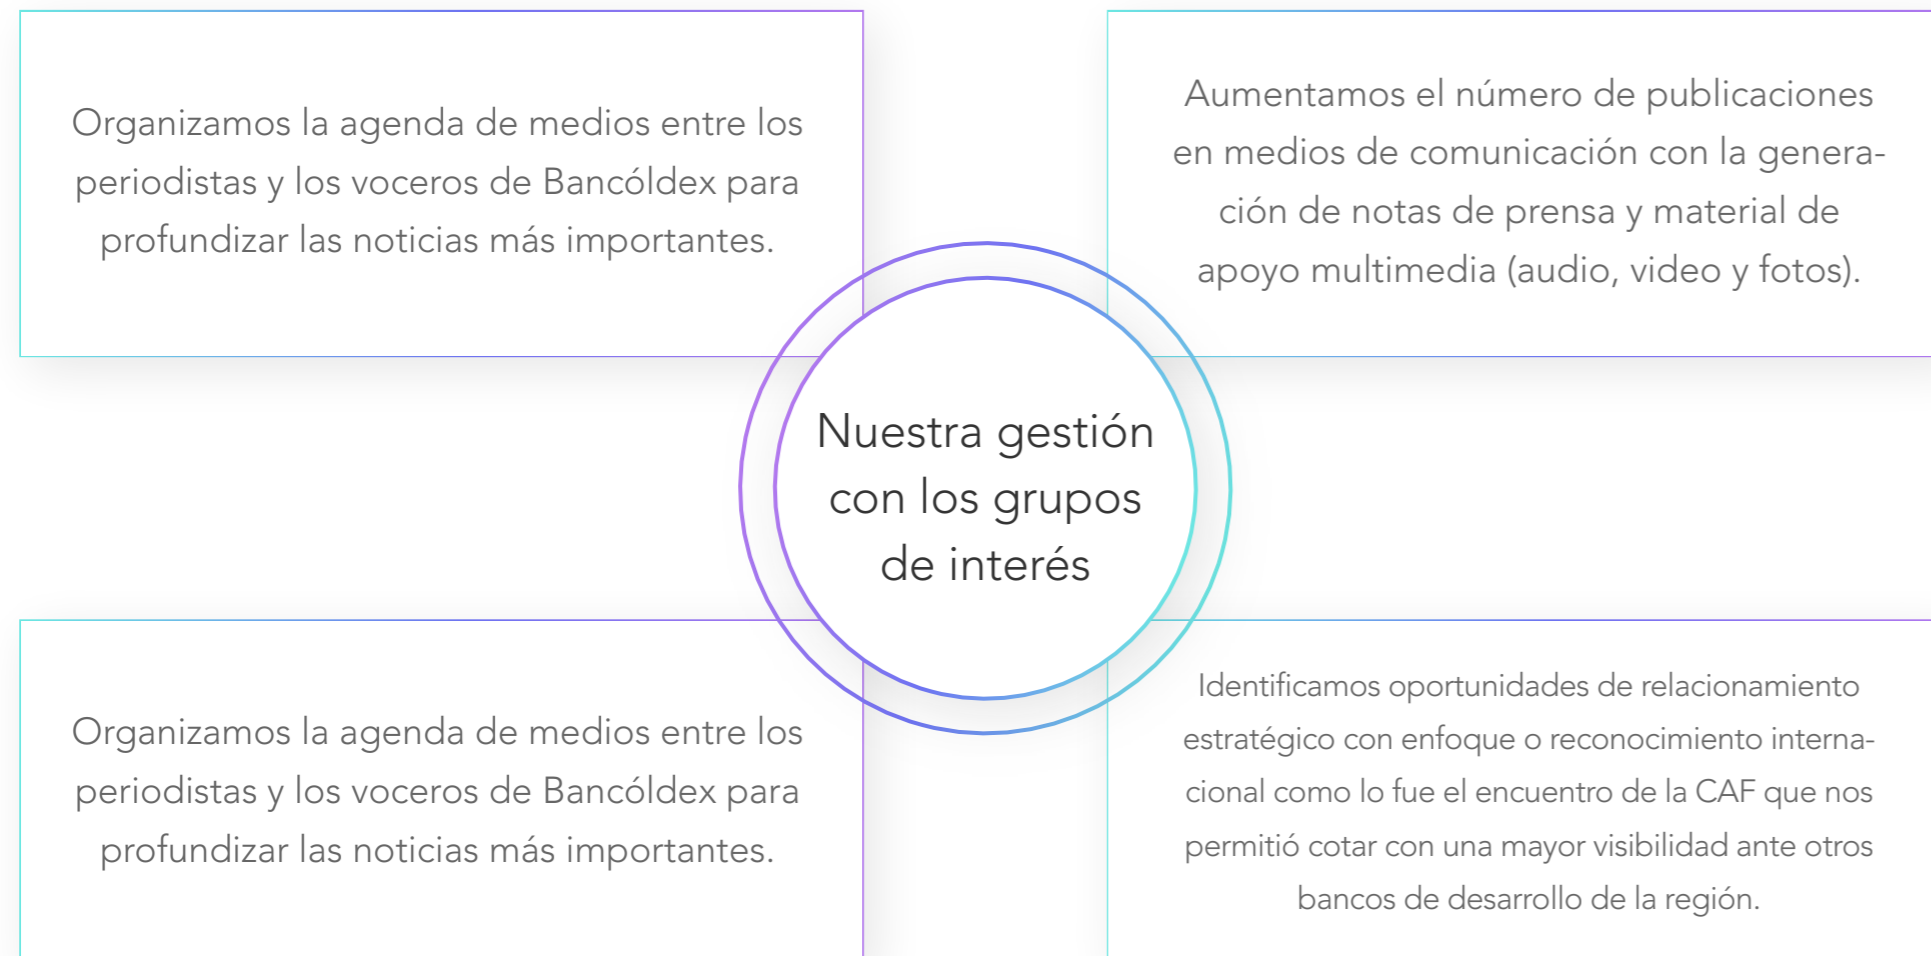 Organizamos la agenda de medios entre los
periodistas y los voceros de Bancóldex para
profundizar las noticias más importantes.
Aumentamos el número de publicaciones
en medios de comunicación con la genera-
ción de notas de prensa y material de
apoyo multimedia (audio, video y fotos).
Nuestra gestión
con los grupos
de interés
Organizamos la agenda de medios entre los
periodistas y los voceros de Bancóldex para
profundizar las noticias más importantes.
Identificamos oportunidades de relacionamiento
estratégico con enfoque o reconocimiento interna-
cional como lo fue el encuentro de la CAF que nos
permitió cotar con una mayor visibilidad ante otros
bancos de desarrollo de la región.